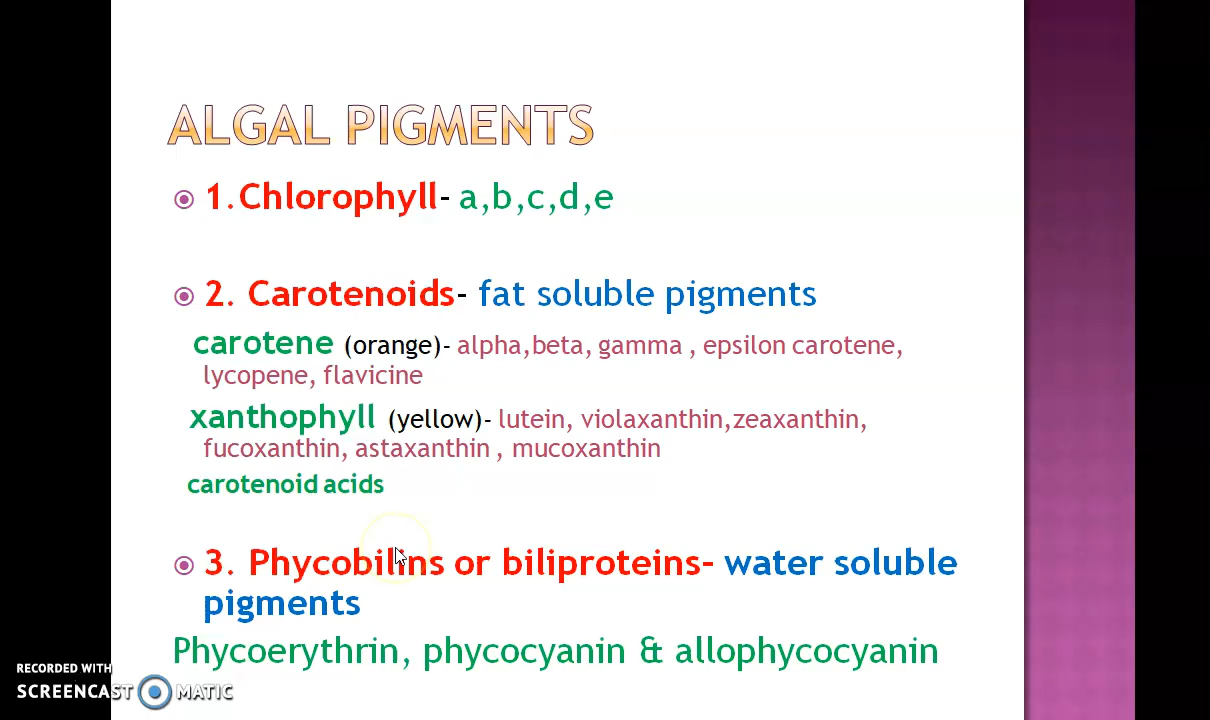 ALGAL PIGMENTS
1.Chlorophyll- a,b,c,d,e
2. Carotenoids- fat soluble pigments
carotene (orange)- alpha,beta, gamma , epsilon carotene,
lycopene, flavicine
xanthophyll (yellow)- lutein, violaxanthin,zeaxanthin,
fucoxanthin, astaxanthin , mucoxanthin
carotenoid acids
3. Phycobilins or biliproteins- water soluble
pigments
Phycoerythrin, phycocyanin & allophycocyanin
RECORDED WITH
SCREENCAST MATIC